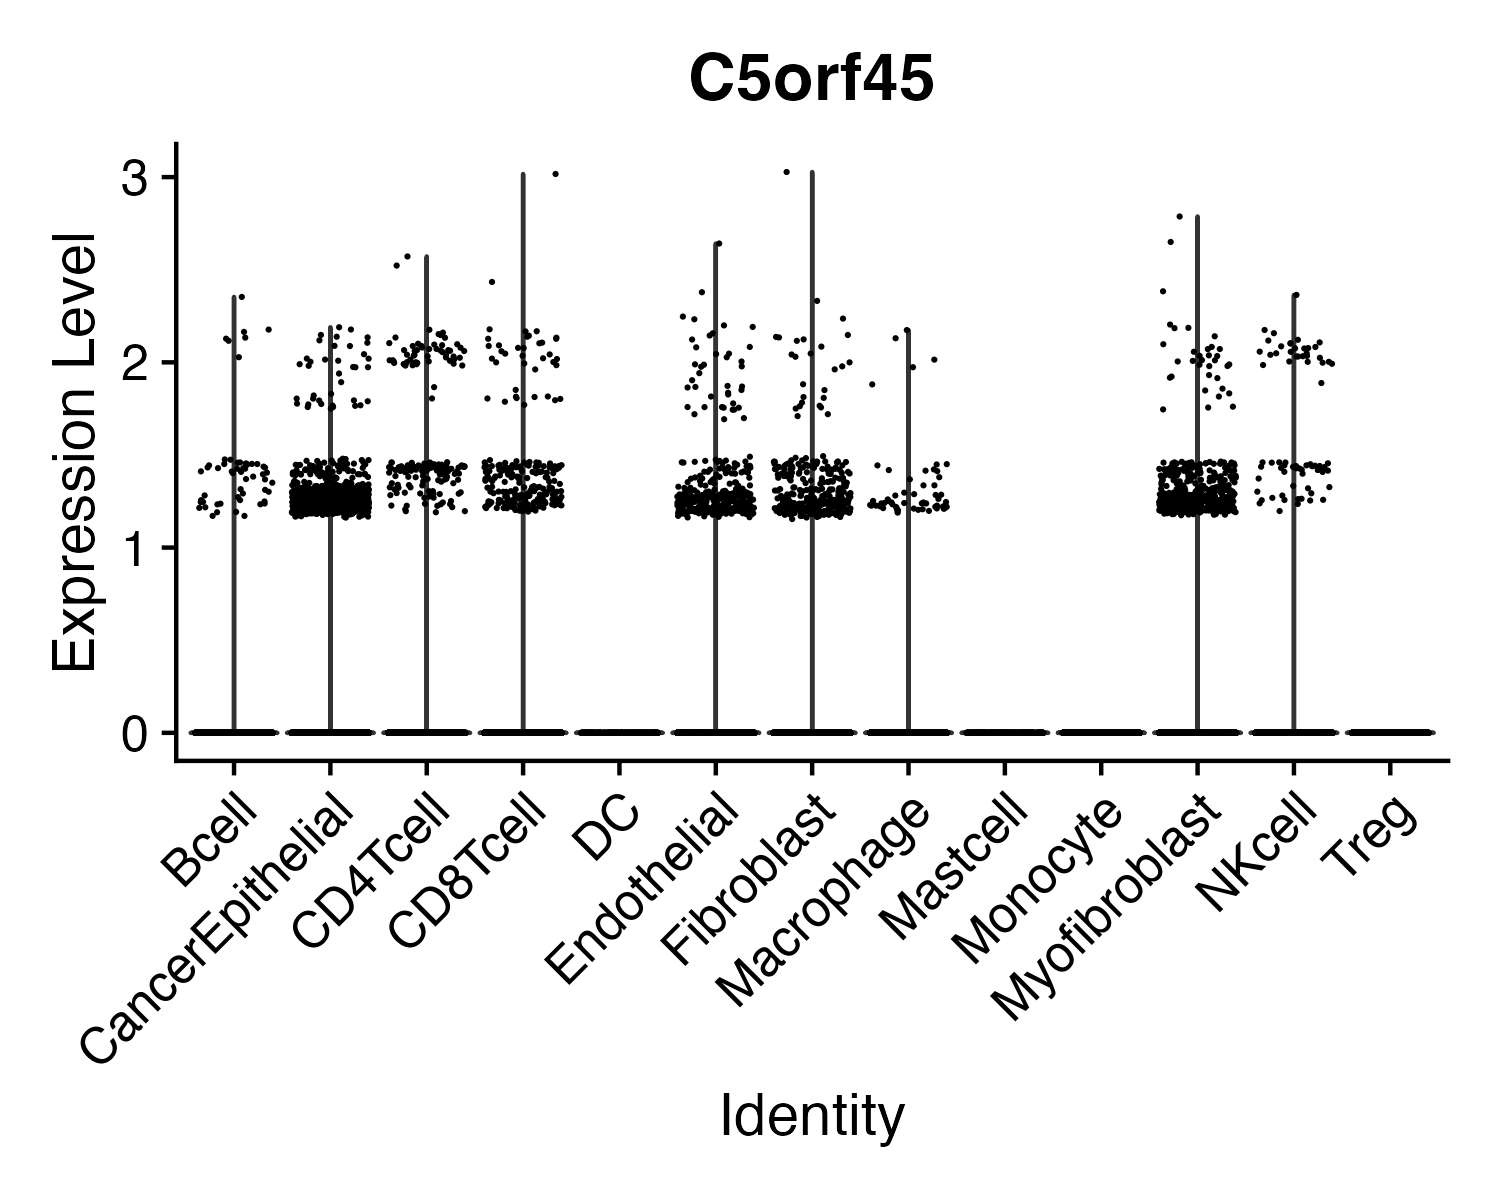 C5orf45
Expression Level
3
2
1
0
Bcell
CancerEpithelial
CD4Tcell
CD8Tcell
DC
Endothelial
Fibroblast
Macrophage
Mastcell
Monocyte
Myofibroblast
NKcell
Treg
Identity